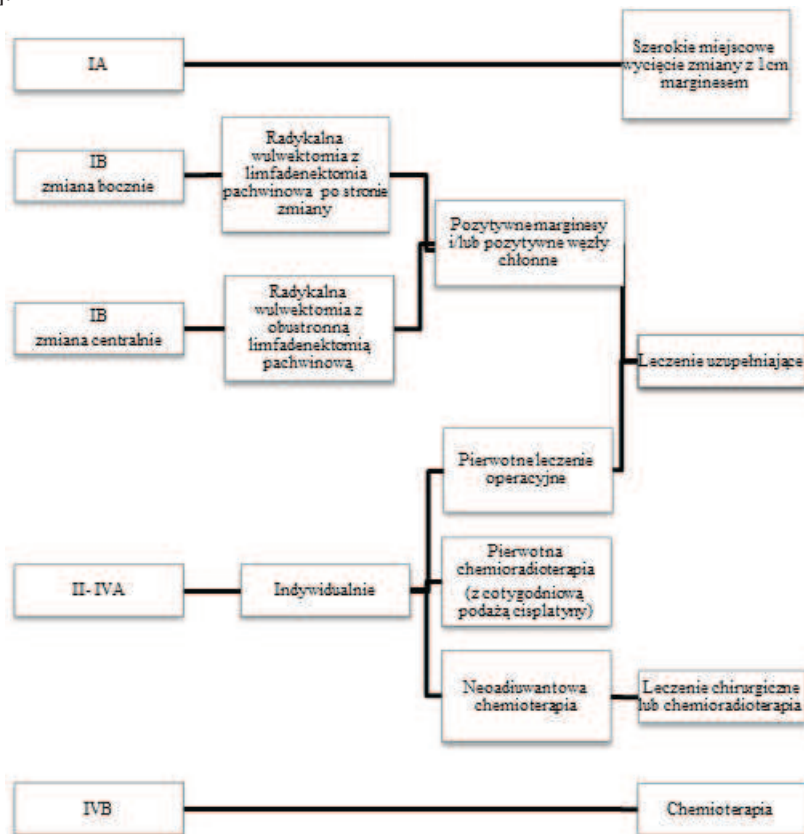 IA
Szerokie miejscowe
wycięcie zmiany z 1cm
marginesem
IB
zmiana bocznie
Radykalna
wulwektomia z
limfadenektomia
pachwinowa po stronie
zmiany
Pozytywne marginesy
i/lub pozytywne węzły
chłonne
IB
zmiana centralnie
Radykalna
wulwektomia z
obustronną
limfadenektomią
pachwinową
Leczenie uzupełniające
Pierwotne leczenie
operacyjne
II- IVA
Indywidualnie
Pierwotna
chemioradioterapia
(z cotygodniową
podażą cisplatyny)
Neoadiuwantowa
chemioterapia
Leczenie chirurgiczne
lub chemioradioterapia
IVB
Chemioterapia